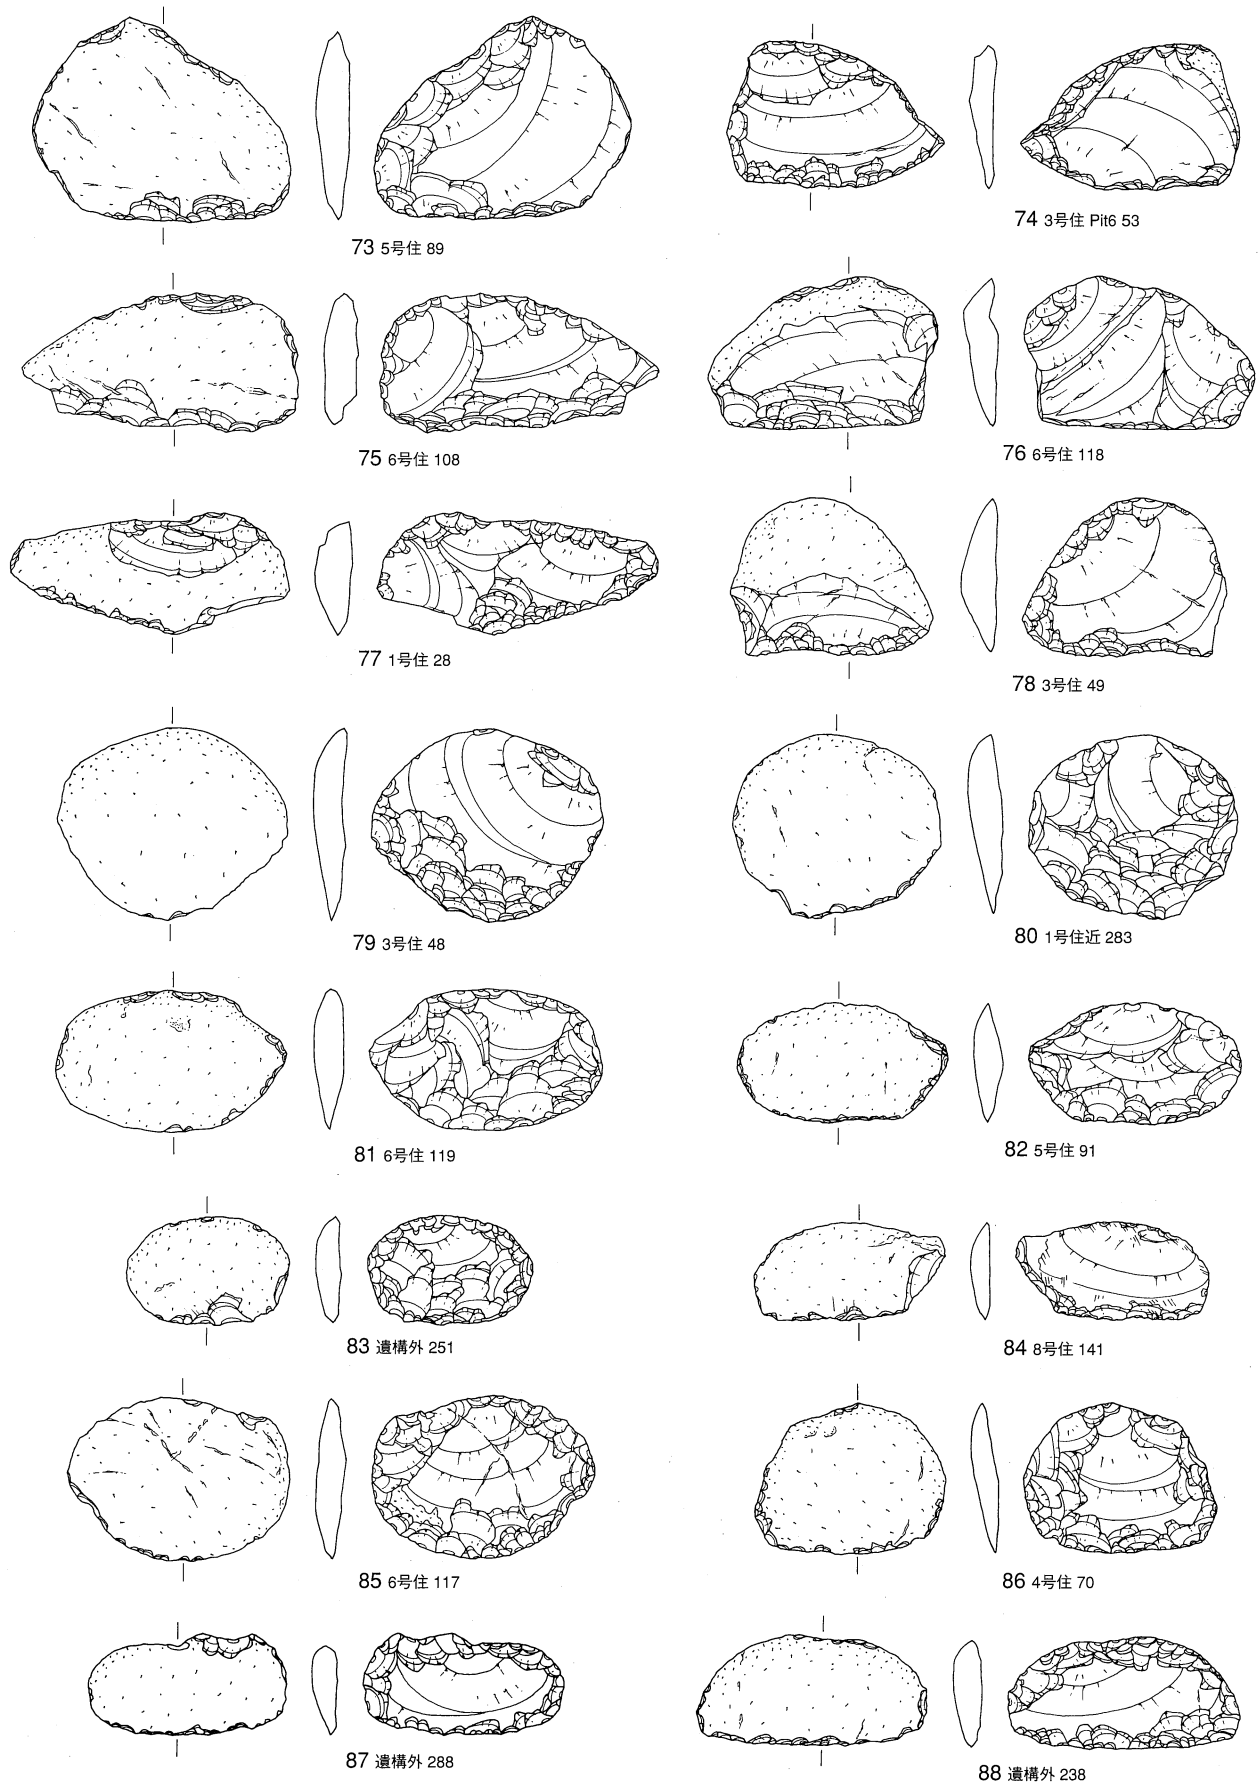 73 5号住 89
74 3号住 Pit6 53
75 6号住 108
76 6号住 118
77 1号住 28
78 3号住 49
79 3号住 48
80 1号住近 283
81 6号住 119
82 5号住 91
83 遺構外 251
84 8号住 141
85 6号住 117
86 4号住 70
87 遺構外 288
88 遺構外 238